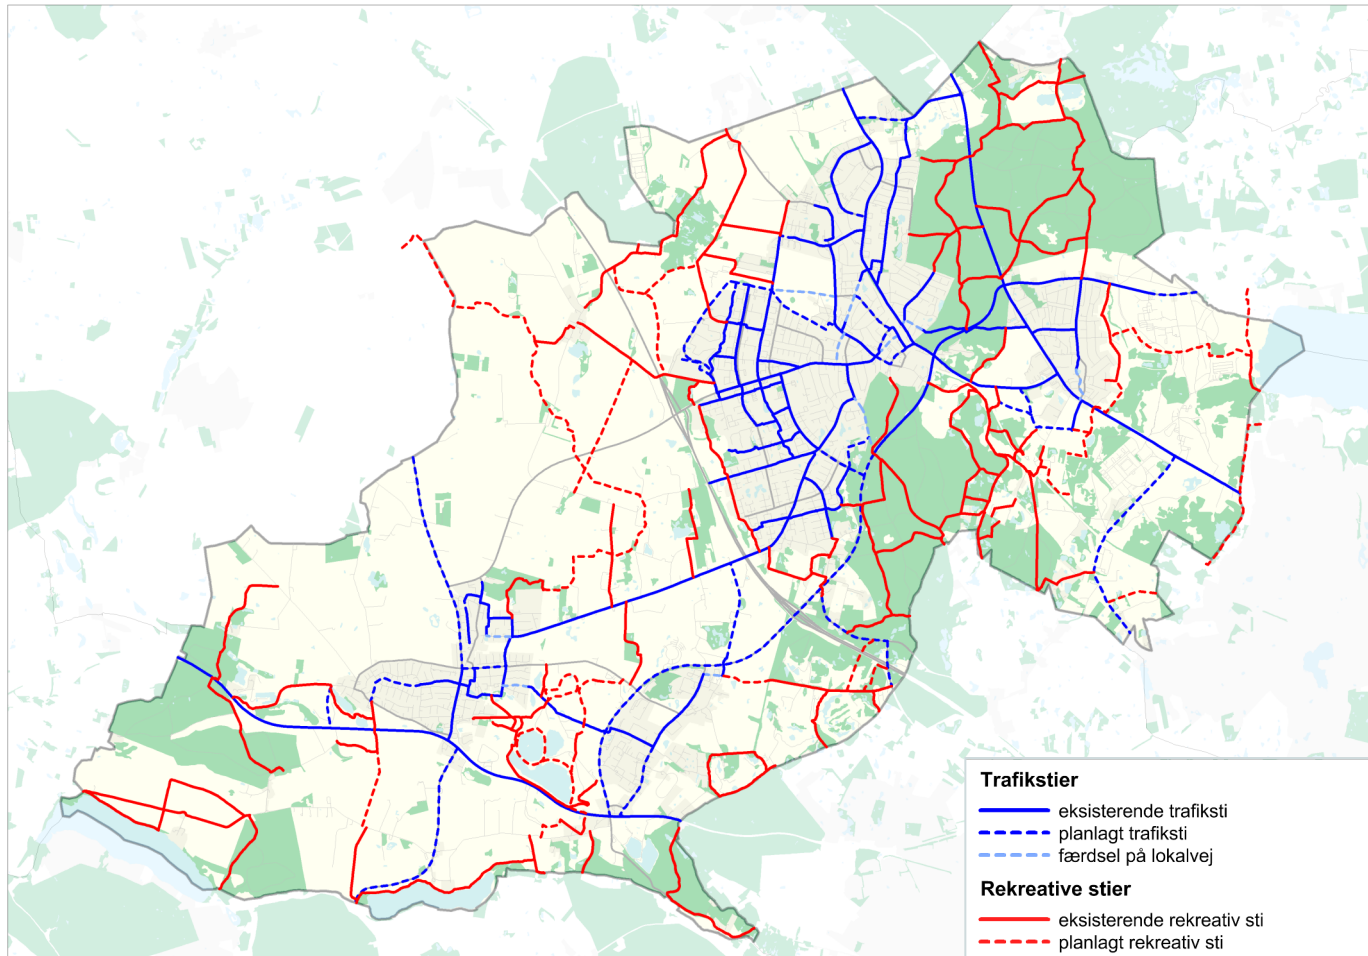 Trafikstier
eksisterende trafiksti
planlagt trafiksti
færdsel på lokalvej
Rekreative stier
eksisterende rekreativ sti
planlagt rekreativ sti